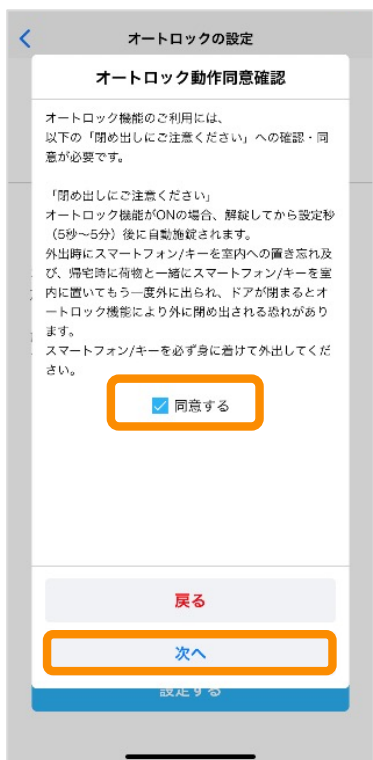 オートロックの設定
オートロック動作同意確認
オートロック機能のご利用には、
以下の「閉め出しにご注意ください」への確認・同
意が必要です。
「閉め出しにご注意ください」
オートロック機能がONの場合、解錠してから設定秒
（5秒〜5分）後に自動施錠されます。
外出時にスマートフォン/キーを室内への置き忘れ及
び、帰宅時に荷物と一緒にスマートフォン/キーを室
内に置いてもう一度外に出られ、ドアが閉まるとオ
ートロック機能により外に閉め出される恐れがあり
ます。
スマートフォン/キーを必ず身に着けて外出してくだ
さい。
同意する
戻る
次へ
設定する